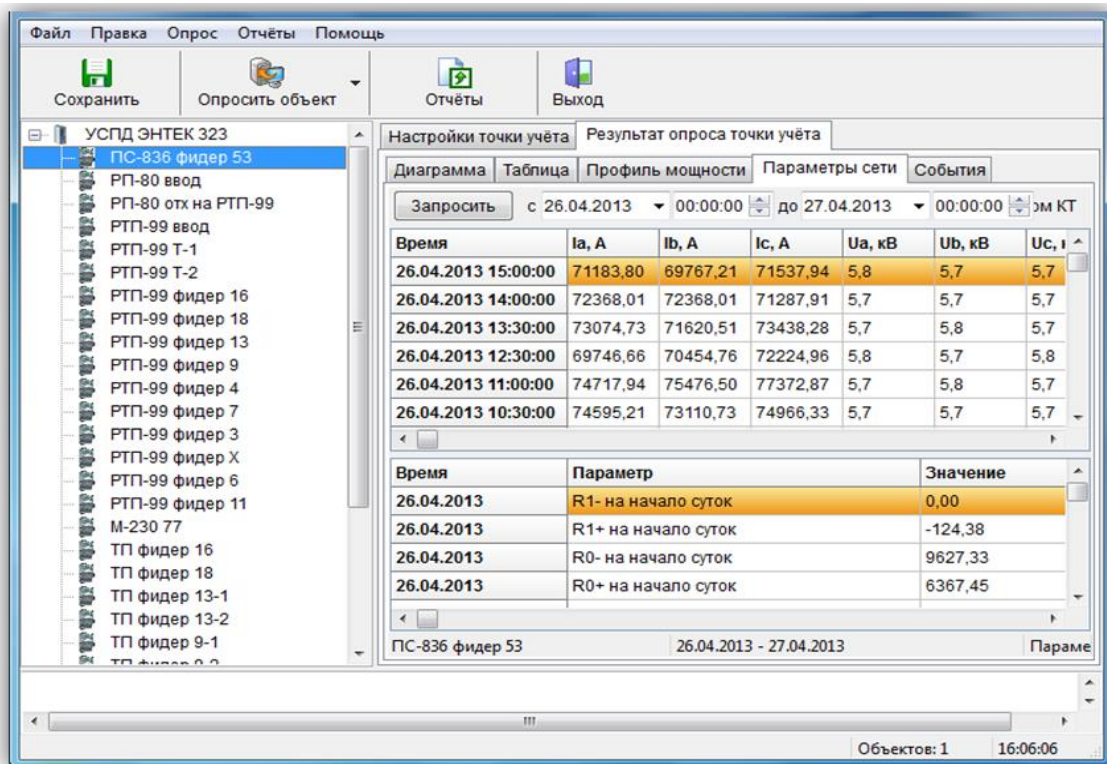 Файл Правка Опрос Отчёты Помощь
Сохранить Опросить объект Отчёты Выход
УСПД ЭНТЕК 323
ПС-836 фидер 53
РП-80 ввод
РП-80 отх на РТП-99
РТП-99 ввод
РТП-99 Т-1
РТП-99 Т-2
РТП-99 фидер 16
РТП-99 фидер 18
РТП-99 фидер 13
РТП-99 фидер 9
РТП-99 фидер 4
РТП-99 фидер 7
РТП-99 фидер 3
РТП-99 фидер Х
РТП-99 фидер 6
РТП-99 фидер 11
М-230 77
ТП фидер 16
ТП фидер 18
ТП фидер 13-1
ТП фидер 13-2
ТП фидер 9-1
Настройки точки учёта Результат опроса точки учёта
Диаграмма Таблица Профиль мощности Параметры сети События
Запросить с 26.04.2013 00:00:00 до 27.04.2013 00:00:00 ом КТ
Время Ia, А Ib, А Ic, А Ua, кВ Ub, кВ Uc,
26.04.2013 15:00:00 71183,80 69767,21 71537,94 5,8 5,7 5,7
26.04.2013 14:00:00 72368,01 72368,01 71287,91 5,7 5,7 5,7
26.04.2013 13:30:00 73074,73 71620,51 73438,28 5,7 5,8 5,7
26.04.2013 12:30:00 69746,66 70454,76 72224,96 5,8 5,7 5,8
26.04.2013 11:00:00 74717,94 75476,50 77372,87 5,7 5,8 5,7
26.04.2013 10:30:00 74595,21 73110,73 74966,33 5,7 5,7 5,7
Время Параметр Значение
26.04.2013 R1- на начало суток 0,00
26.04.2013 R1+ на начало суток -124,38
26.04.2013 R0- на начало суток 9627,33
26.04.2013 R0+ на начало суток 6367,45
ПС-836 фидер 53 26.04.2013 - 27.04.2013 Параме
Объектов: 1 16:06:06